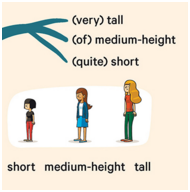 (very) tall
(of) medium-height
(quite) short
short medium-height tall